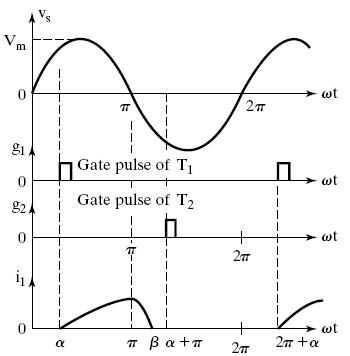 vₛ
Vₘ
0 π 2π ωt
g₁
Gate pulse of T₁
0 ωt
g₂
Gate pulse of T₂
0 π 2π ωt
i₁
0 ωt
α π β α+π 2π 2π+α